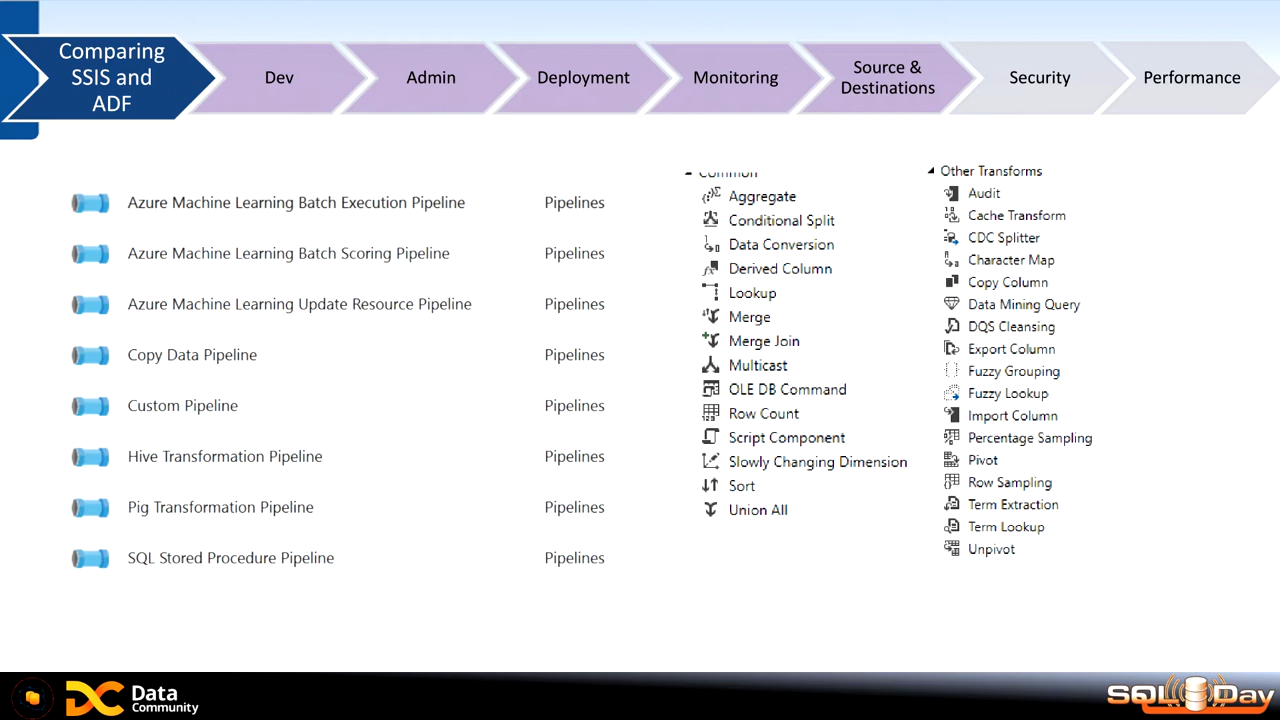 Comparing
SSIS and
ADF
Dev
Admin
Deployment
Monitoring
Source &
Destinations
Security
Performance
Azure Machine Learning Batch Execution Pipeline Pipelines
Azure Machine Learning Batch Scoring Pipeline Pipelines
Azure Machine Learning Update Resource Pipeline Pipelines
Copy Data Pipeline Pipelines
Custom Pipeline Pipelines
Hive Transformation Pipeline Pipelines
Pig Transformation Pipeline Pipelines
SQL Stored Procedure Pipeline Pipelines
Common
Aggregate
Conditional Split
Data Conversion
Derived Column
Lookup
Merge
Merge Join
Multicast
OLE DB Command
Row Count
Script Component
Slowly Changing Dimension
Sort
Union All
Other Transforms
Audit
Cache Transform
CDC Splitter
Character Map
Copy Column
Data Mining Query
DQS Cleansing
Export Column
Fuzzy Grouping
Fuzzy Lookup
Import Column
Percentage Sampling
Pivot
Row Sampling
Term Extraction
Term Lookup
Unpivot
DC Data
Community
SQL Day